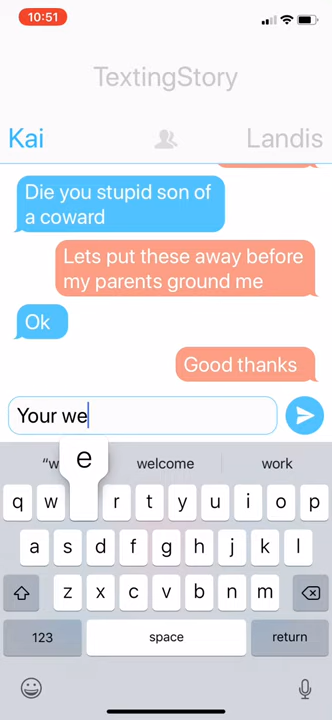 10:51
TextingStory
Kai
Landis
Die you stupid son of
a coward
Lets put these away before
my parents ground me
Ok
Good thanks
Your we
“w
e
welcome
work
q w r t y u i o p
a s d f g h j k l
z x c v b n m
123
space
return